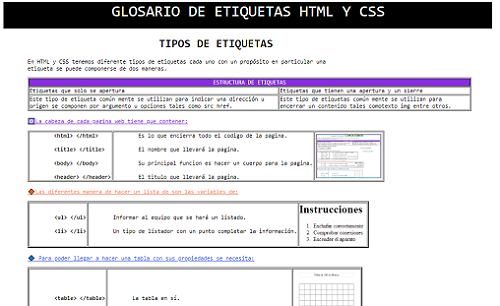 GLOSARIO DE ETIQUETAS HTML Y CSS
TIPOS DE ETIQUETAS
En HTML y CSS tenemos diferente tipos de etiquetas cada uno con un propósito en particular una
etiqueta se puede componerse de dos maneras.
ESTRUCTURA DE ETIQUETAS
Etiquetas que solo se apertura
Etiquetas que tienen una apertura y un sierre
Este tipo de etiqueta común mente se utilizan para indicar una dirección u
origen se componen por argumento u opciones tales como src href.
Este tipo de etiqueta común mente se utilizan para
encerrar un contenido tales comotexto img entre otros.
La cabeza de cada pagina web tiene que contener:
<html> </html> Es lo que encierra todo el codigo de la pagina.
<title> </title> El nombre que llevará la pagina.
<body> </body> Su principal funcion es hacer un cuerpo para la pagina.
<header> </header> El titulo que llevará la pagina.
Las diferentes manera de hacer un lista de son las variables de:
<ul> </ul> Informar al equipo que se hará un listado.
<li> </li> Un tipo de listador con un punto completar la información.
Instrucciones
1. Enchufar correctamente
2. Comprobar conexiones
3. Encender el aparato
Para poder llegar a hacer una tabla con sus propiedades se necesita:
<table> </table> La tabla en sí.